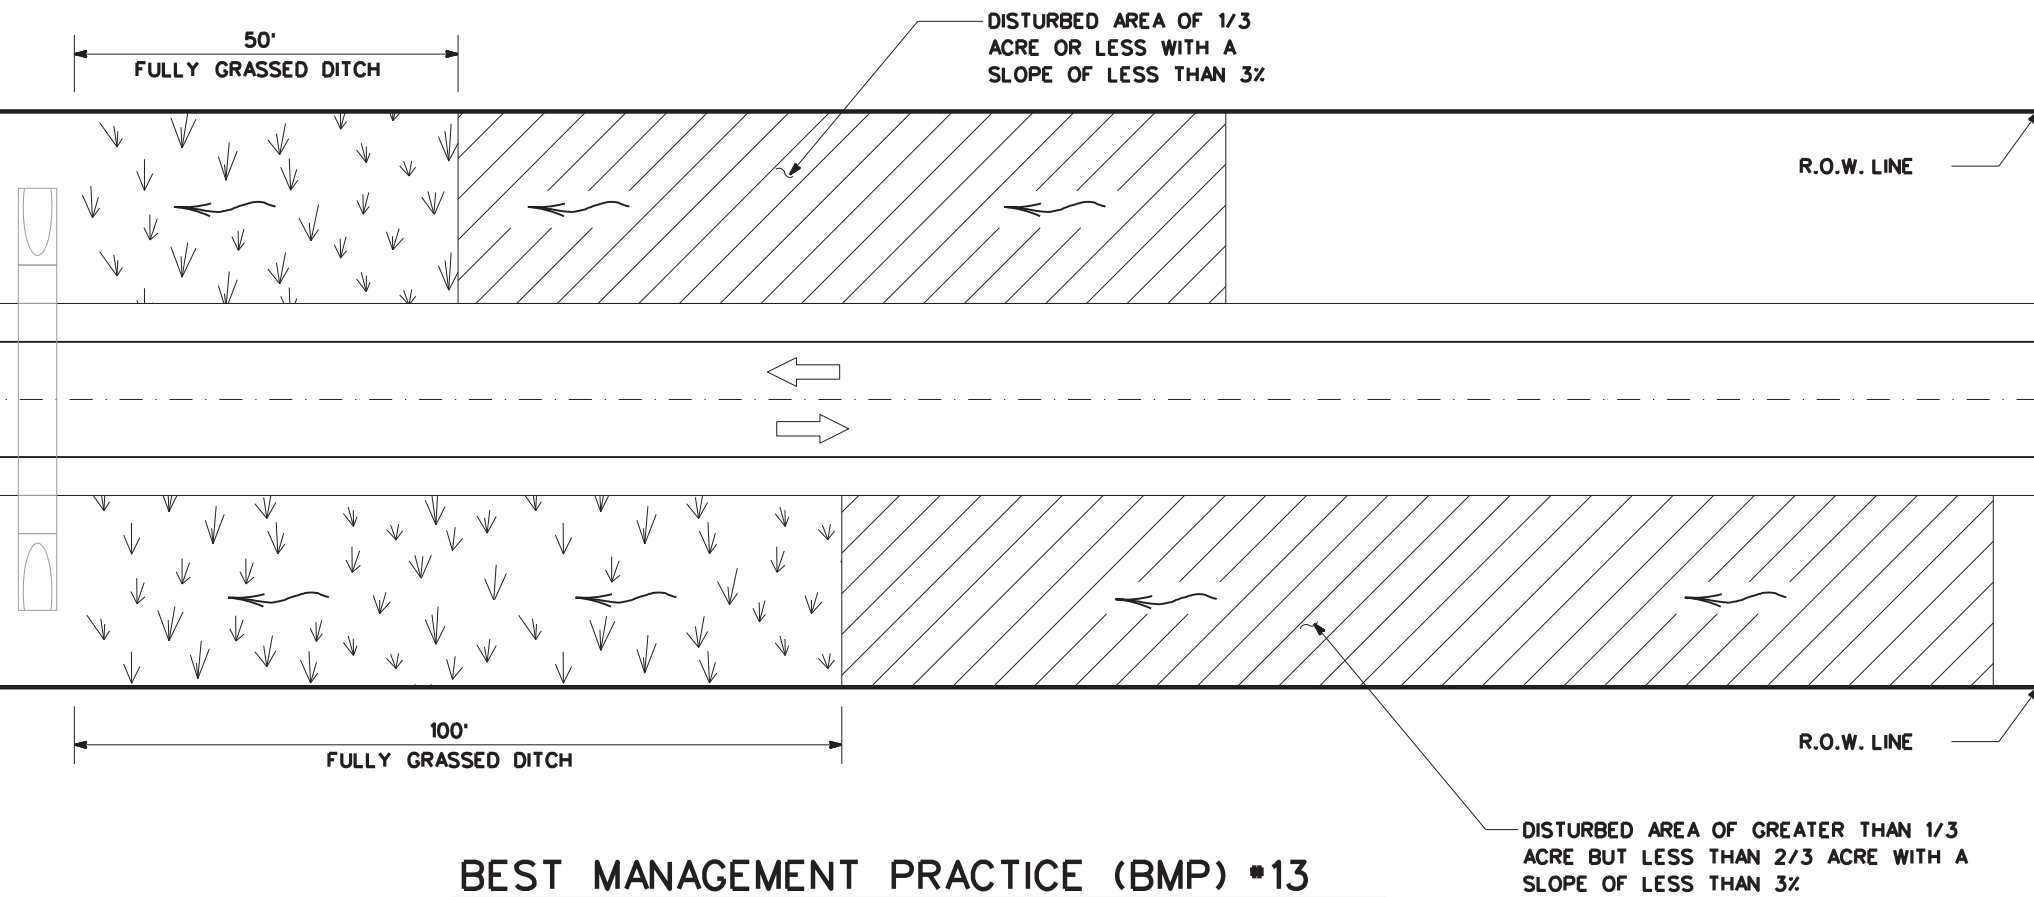 DISTURBED AREA OF 1/3
ACRE OR LESS WITH A
SLOPE OF LESS THAN 3%
50'
FULLY GRASSED DITCH
R.O.W. LINE
100'
FULLY GRASSED DITCH
R.O.W. LINE
DISTURBED AREA OF GREATER THAN 1/3
ACRE BUT LESS THAN 2/3 ACRE WITH A
SLOPE OF LESS THAN 3%
BEST MANAGEMENT PRACTICE (BMP) #13